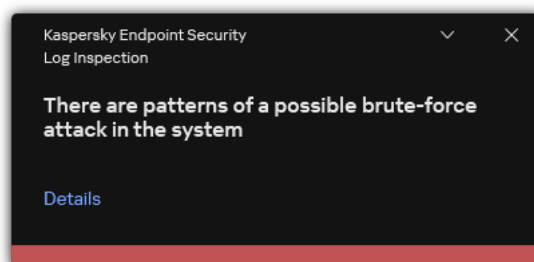 Kaspersky Endpoint Security
Log Inspection
There are patterns of a possible brute-force
attack in the system
Details